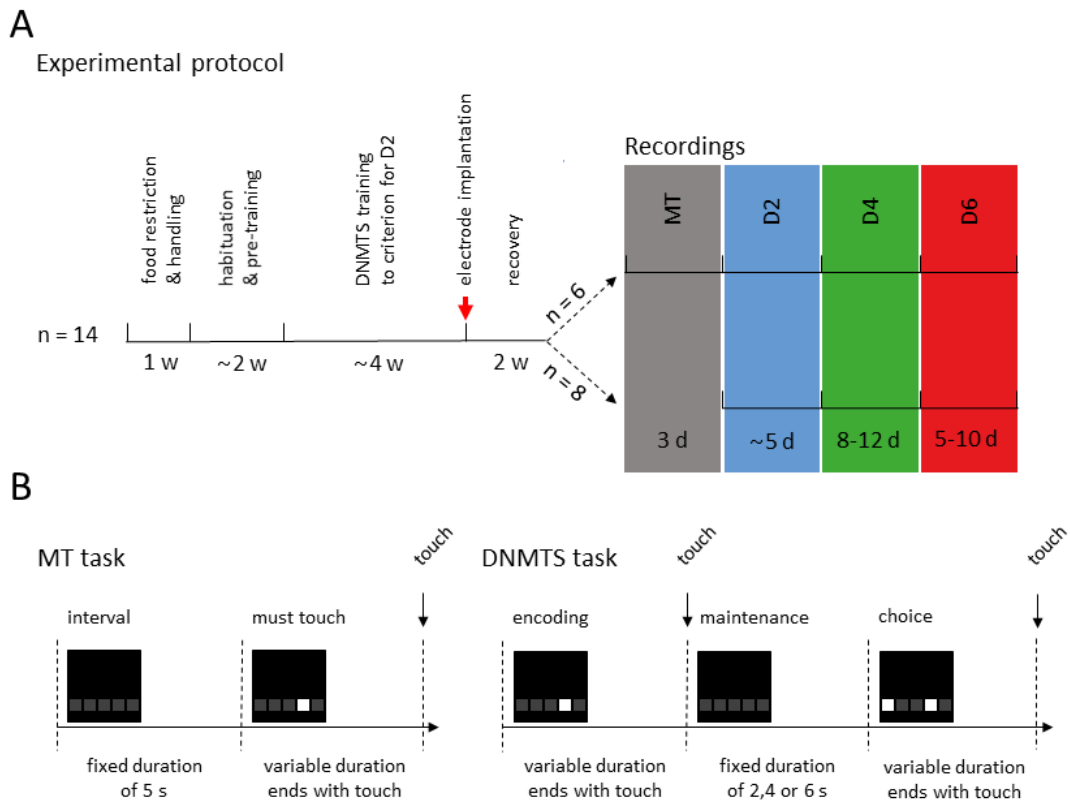 A
Experimental protocol
food restriction
& handling
habituation
& pre-training
DNMTS training
to criterion for D2
electrode implantation
recovery
n = 14
1 w
~2 w
~4 w
2 w
n = 6
n = 8
Recordings
MT
D2
D4
D6
3 d
~5 d
8-12 d
5-10 d
B
MT task
touch
interval
must touch
fixed duration
of 5 s
variable duration
ends with touch
DNMTS task
touch
touch
encoding
maintenance
choice
variable duration
ends with touch
fixed duration
of 2,4 or 6 s
variable duration
ends with touch